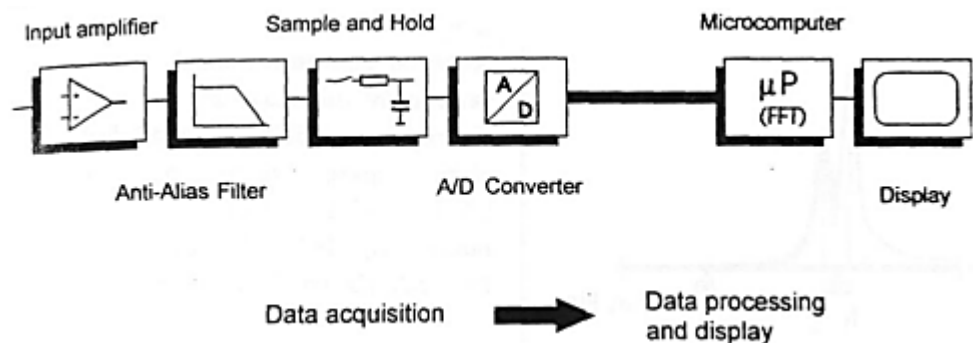 Input amplifier
Sample and Hold
Microcomputer
A
D
μP
(FFT)
Anti-Alias Filter
A/D Converter
Display
Data acquisition
Data processing
and display